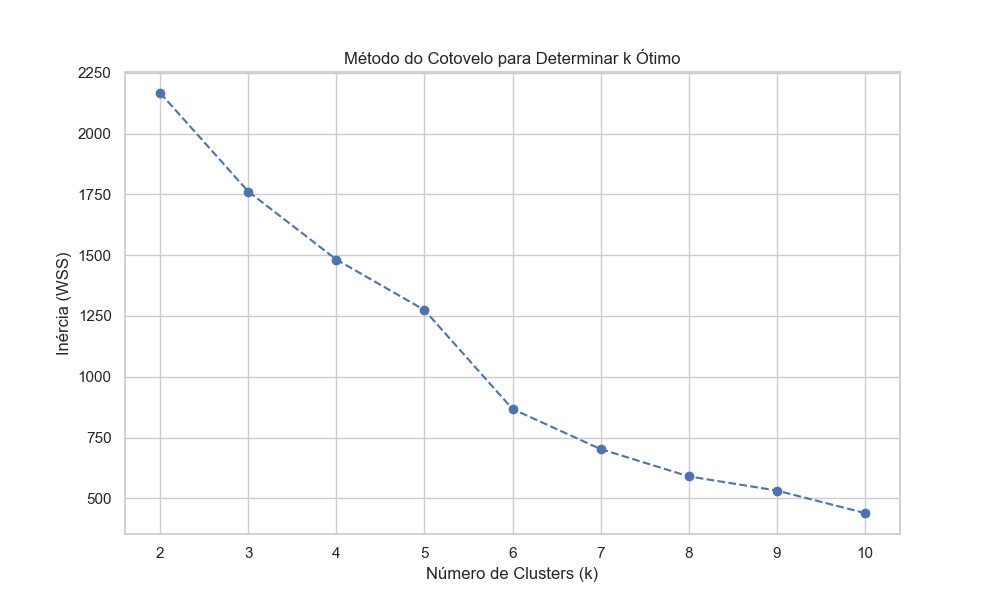 Método do Cotovelo para Determinar k Ótimo
2250
2000
1750
1500
1250
1000
750
500
Inércia (WSS)
2 3 4 5 6 7 8 9 10
Número de Clusters (k)